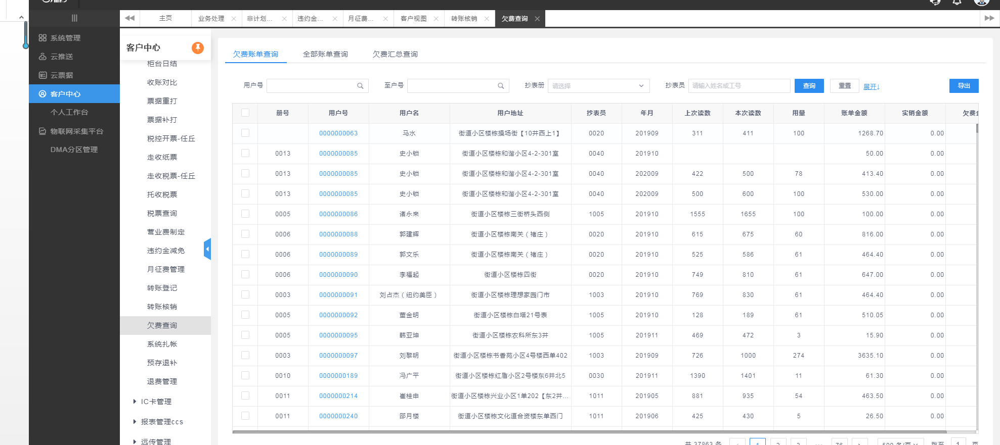 主页
业务处理
非计划...
违约金...
月征费...
客户视图
转账核销
欠费查询
系统管理
云推送
云票据
客户中心
个人工作台
物联网采集平台
DMA分区管理
客户中心
柜台日结
收账对比
票据重打
票据补打
税控开票-任丘
走收纸票
走收税票-任丘
托收税票
税票查询
营业费制定
违约金减免
月征费管理
转账登记
转账核销
欠费查询
系统扎帐
预存退补
退费管理
IC卡管理
报表管理ccs
远传管理
欠费账单查询 全部账单查询 欠费汇总查询
用户号 至户号 抄表册 请选择 抄表员 请输入姓名或工号 查询 重置 展开↓ 导出
册号 用户号 用户名 用户地址 抄表员 年月 上次读数 本次读数 用量 账单金额 实销金额 欠费
0000000063 马水 街道小区楼栋操场街【10井西上1】 0020 201909 311 411 100 1268.70 0.00
0013 0000000085 史小锁 街道小区楼栋和谐小区4-2-301室 0040 201910 50.00 0.00
0013 0000000085 史小锁 街道小区楼栋和谐小区4-2-301室 0040 202009 422 500 78 413.40 0.00
0013 0000000085 史小锁 街道小区楼栋和谐小区4-2-301室 0040 202009 500 600 100 530.00 0.00
0005 0000000086 诸永来 街道小区楼栋三街桥头西侧 1005 201910 1555 1655 100 100.00 0.00
0006 0000000088 郭建辉 街道小区楼栋南关（褚庄） 0020 201910 615 675 60 816.00 0.00
0006 0000000089 郭文乐 街道小区楼栋南关（褚庄） 0020 201910 525 586 61 464.40 0.00
0006 0000000090 李福起 街道小区楼栋四街 0020 201910 749 810 61 647.00 0.00
0003 0000000091 刘占杰（纽约美臣） 街道小区楼栋理想家园门市 1003 201910 769 830 61 464.40 0.00
0005 0000000092 董金明 街道小区楼栋白塔21号表 1005 201910 128 189 61 510.05 0.00
0005 0000000095 韩亚坤 街道小区楼栋农科所东3井 1005 201911 469 472 3 15.90 0.00
0003 0000000097 刘黎明 街道小区楼栋书香苑小区4号楼西单402 1003 201909 726 1000 274 3635.10 0.00
0010 0000000189 冯广平 街道小区楼栋红盾小区2号楼东6井北5 0030 201911 1390 1401 11 61.30 0.00
0011 0000000214 崔桂申 街道小区楼栋兴业小区1单202【东2井... 1011 201905 881 935 54 463.50 0.00
0011 0000000240 邵月楼 街道小区楼栋文化道合资楼东单西门 1011 201906 425 430 5 26.50 0.00
共 37863 条 1 2 3 76 500 条/页 跳至 1 页